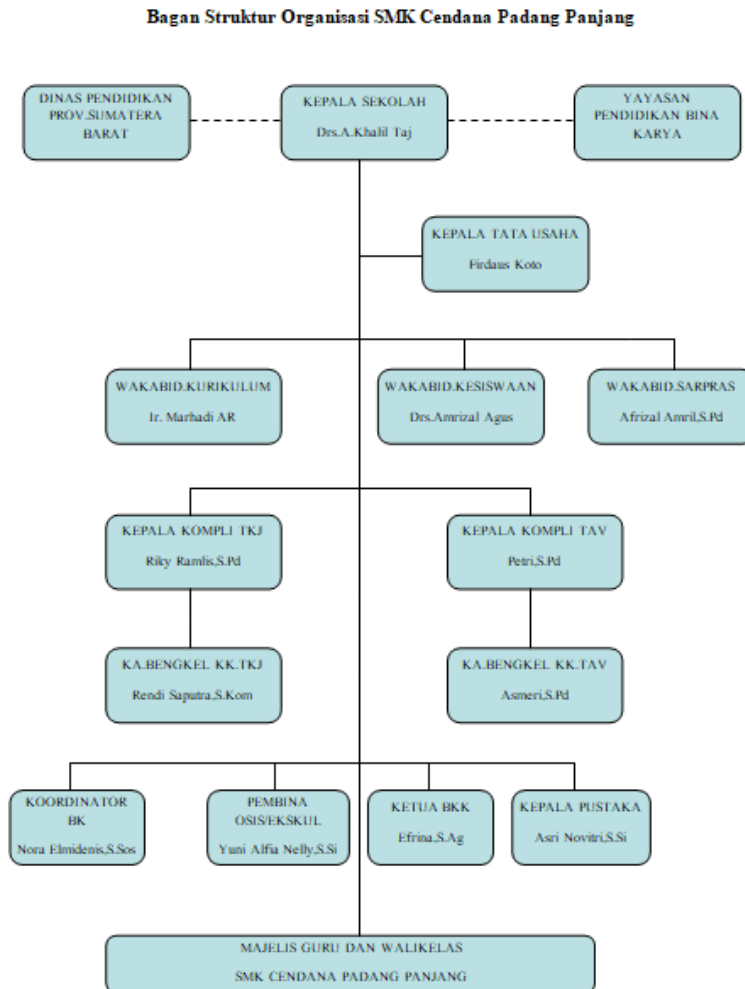 Bagan Struktur Organisasi SMK Cendana Padang Panjang
DINAS PENDIDIKAN
PROV.SUMATERA
BARAT
KEPALA SEKOLAH
Drs.A.Khalil Taj
YAYASAN
PENDIDIKAN BINA
KARYA
KEPALA TATA USAHA
Firdaus Koto
WAKABID.KURIKULUM
Ir. Marhadi AR
WAKABID.KESISWAAN
Drs.Amrizal Agus
WAKABID.SARPRAS
Afrizal Amril,S.Pd
KEPALA KOMPLI TKJ
Riky Ramlis,S.Pd
KEPALA KOMPLI TAV
Petri,S.Pd
KA.BENGKEL KK.TKJ
Rendi Saputra,S.Kom
KA.BENGKEL KK.TAV
Asmeri,S.Pd
KOORDINATOR
BK
Nora Elmidenis,S.Sos
PEMBINA
OSIS/EKSKUL
Yuni Alfia Nelly,S.Si
KETUA BKK
Efrina,S.Ag
KEPALA PUSTAKA
Asri Novitri,S.Si
MAJELIS GURU DAN WALIKELAS
SMK CENDANA PADANG PANJANG